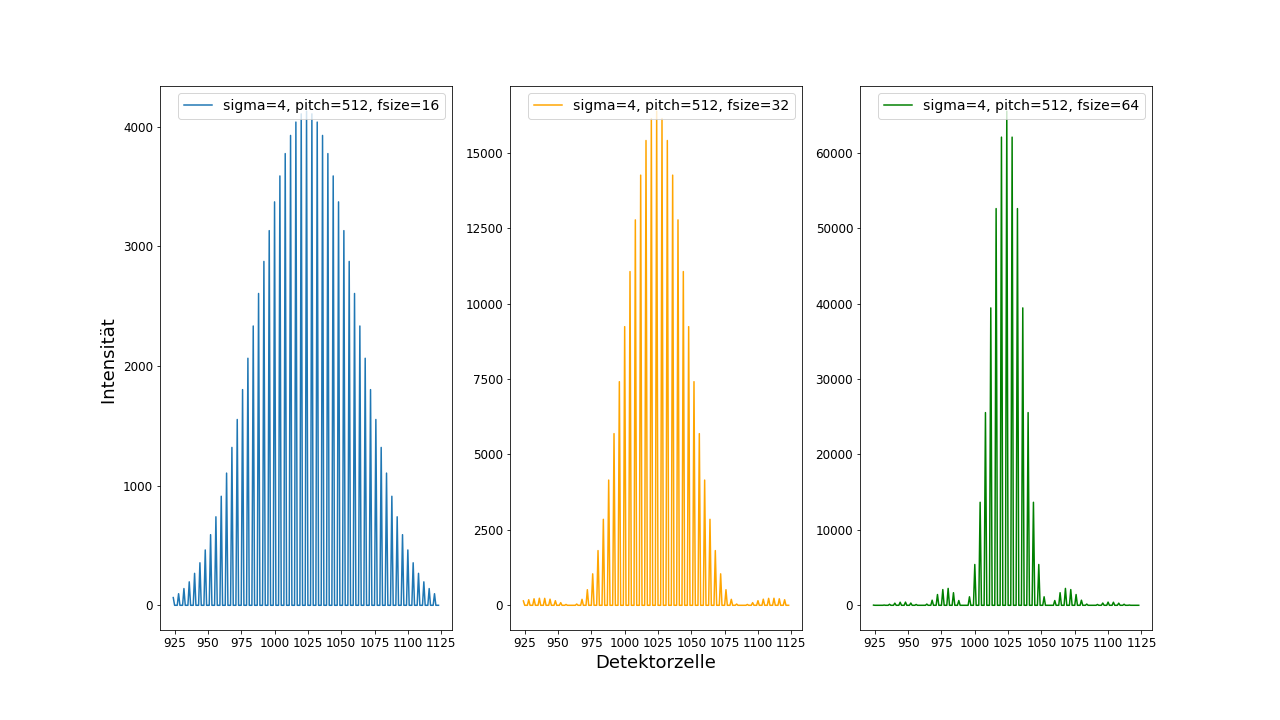 sigma=4, pitch=512, fsize=16
sigma=4, pitch=512, fsize=32
sigma=4, pitch=512, fsize=64
Intensität
4000
3000
2000
1000
0
925 950 975 1000 1025 1050 1075 1100 1125
15000
12500
10000
7500
5000
2500
0
925 950 975 1000 1025 1050 1075 1100 1125
60000
50000
40000
30000
20000
10000
0
925 950 975 1000 1025 1050 1075 1100 1125
Detektorzelle